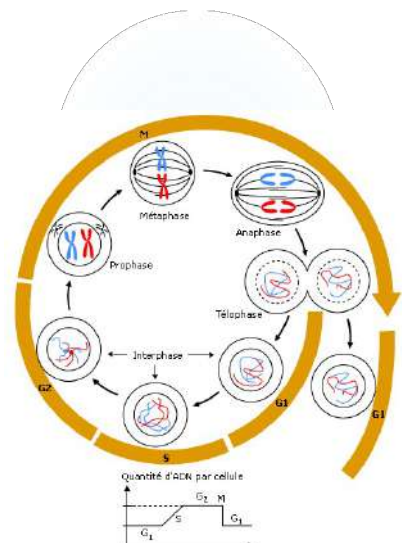 M
Métaphase
Anaphase
Prophase
Télophase
Interphase
G2
G1
G1
S
Quantité d'ADN par cellule
G₂ M
S
G₁ G₁